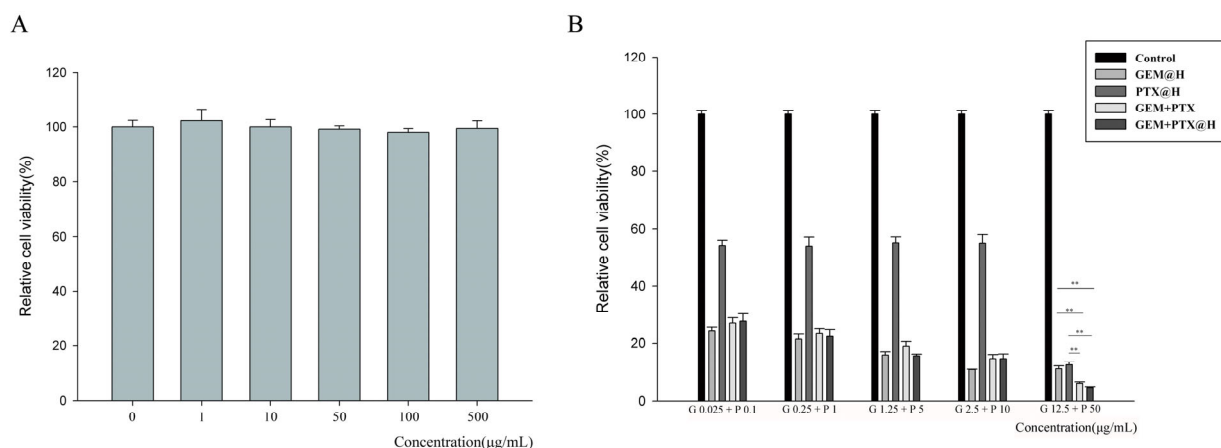 A
B
Relative cell viability(%)
120
100
80
60
40
20
0
0 1 10 50 100 500
Concentration(μg/mL)
Control
GEM@H
PTX@H
GEM+PTX
GEM+PTX@H
Relative cell viability(%)
120
100
80
60
40
20
0
**
**
**
**
G 0.025 + P 0.1 G 0.25 + P 1 G 1.25 + P 5 G 2.5 + P 10 G 12.5 + P 50
Concentration(μg/mL)